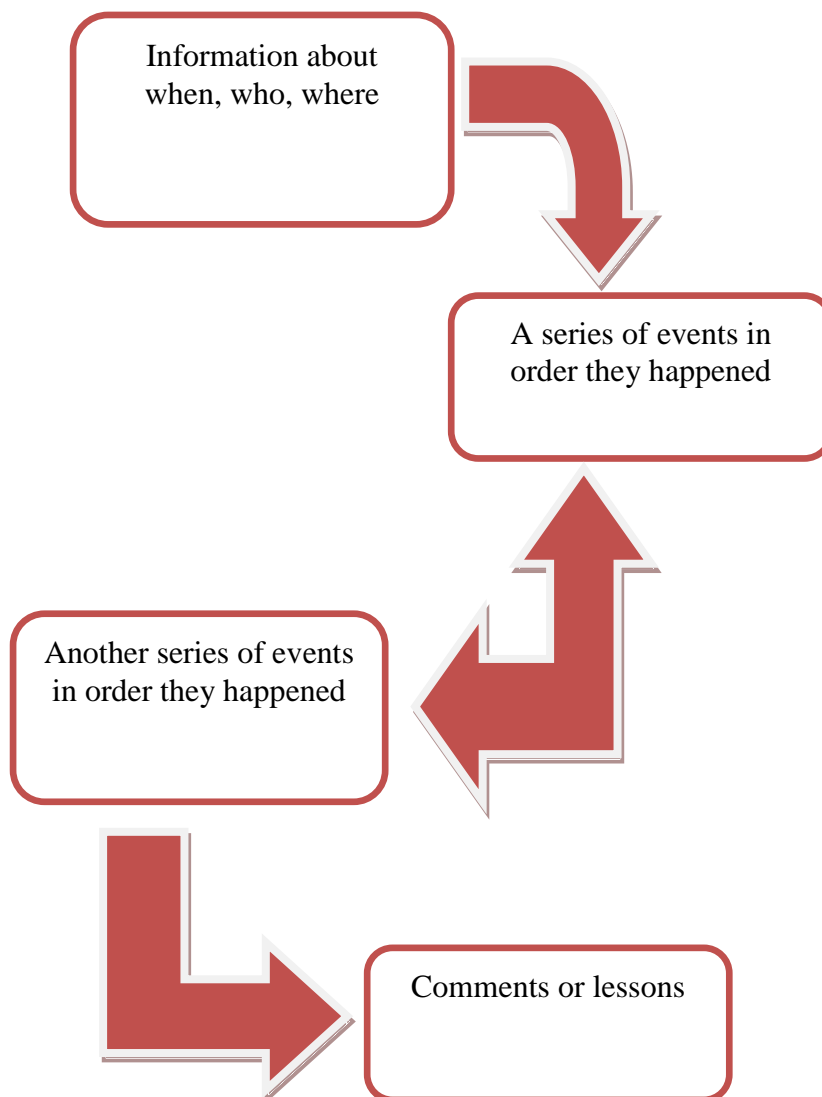 Information about
when, who, where
A series of events in
order they happened
Another series of events
in order they happened
Comments or lessons